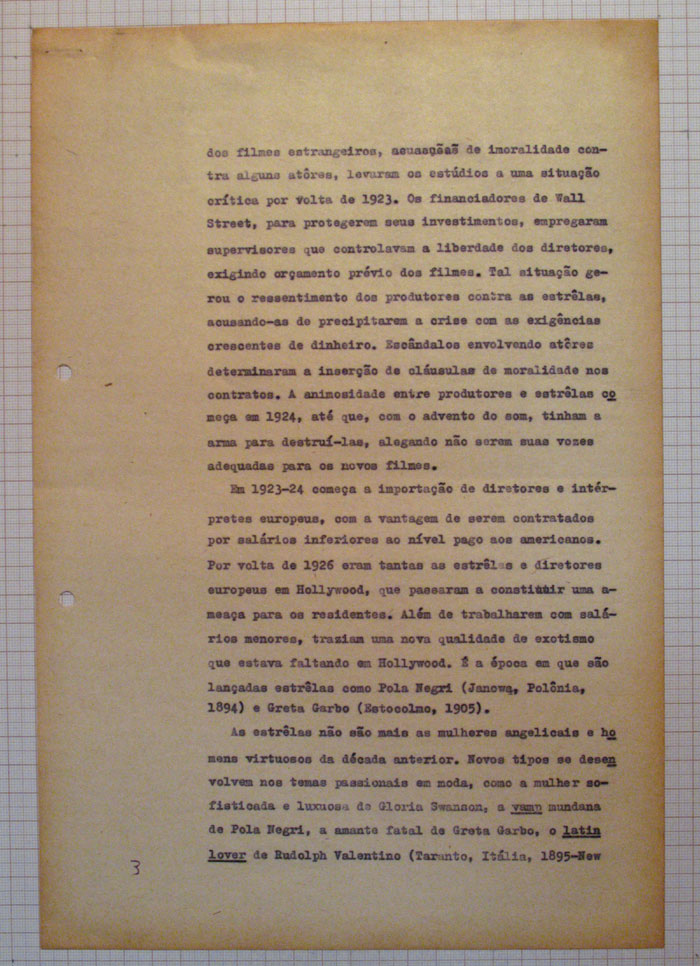 dos filmes estrangeiros, acusaçãoões de imoralidade con-
tra alguns atôres, levaram os estúdios a uma situação
crítica por volta de 1923. Os financiadores de Wall
Street, para protegerem seus investimentos, empregaram
supervisores que controlavam a liberdade dos diretores,
exigindo orçamento prévio dos filmes. Tal situação ge-
rou o ressentimento dos produtores contra as estrêlas,
acusando-as de precipitarem a crise com as exigências
crescentes de dinheiro. Escândalos envolvendo atôres
determinaram a inserção de cláusulas de moralidade nos
contratos. A animosidade entre produtores e estrêlas co
meça em 1924, até que, com o advento do som, tinham a
arma para destruí-las, alegando não serem suas vozes
adequadas para os novos filmes.
Em 1923-24 começa a importação de diretores e intér-
pretes europeus, com a vantagem de serem contratados
por salários inferiores ao nível pago aos americanos.
Por volta de 1926 eram tantas as estrêlas e diretores
europeus em Hollywood, que passaram a constituir uma a-
meaça para os residentes. Além de trabalharem com salá-
rios menores, traziam uma nova qualidade de exotismo
que estava faltando em Hollywood. É a época em que são
lançadas estrêlas como Pola Negri (Janowa, Polônia,
1894) e Greta Garbo (Estocolmo, 1905).
As estrêlas não são mais as mulheres angelicais e ho
mens virtuosos da década anterior. Novos tipos se desen
volvem nos temas passionais em moda, como a mulher so-
fisticada e luxuosa de Gloria Swanson, a vamp mundana
de Pola Negri, a amante fatal de Greta Garbo, o latin
lover de Rudolph Valentino (Taranto, Itália, 1895-New
3